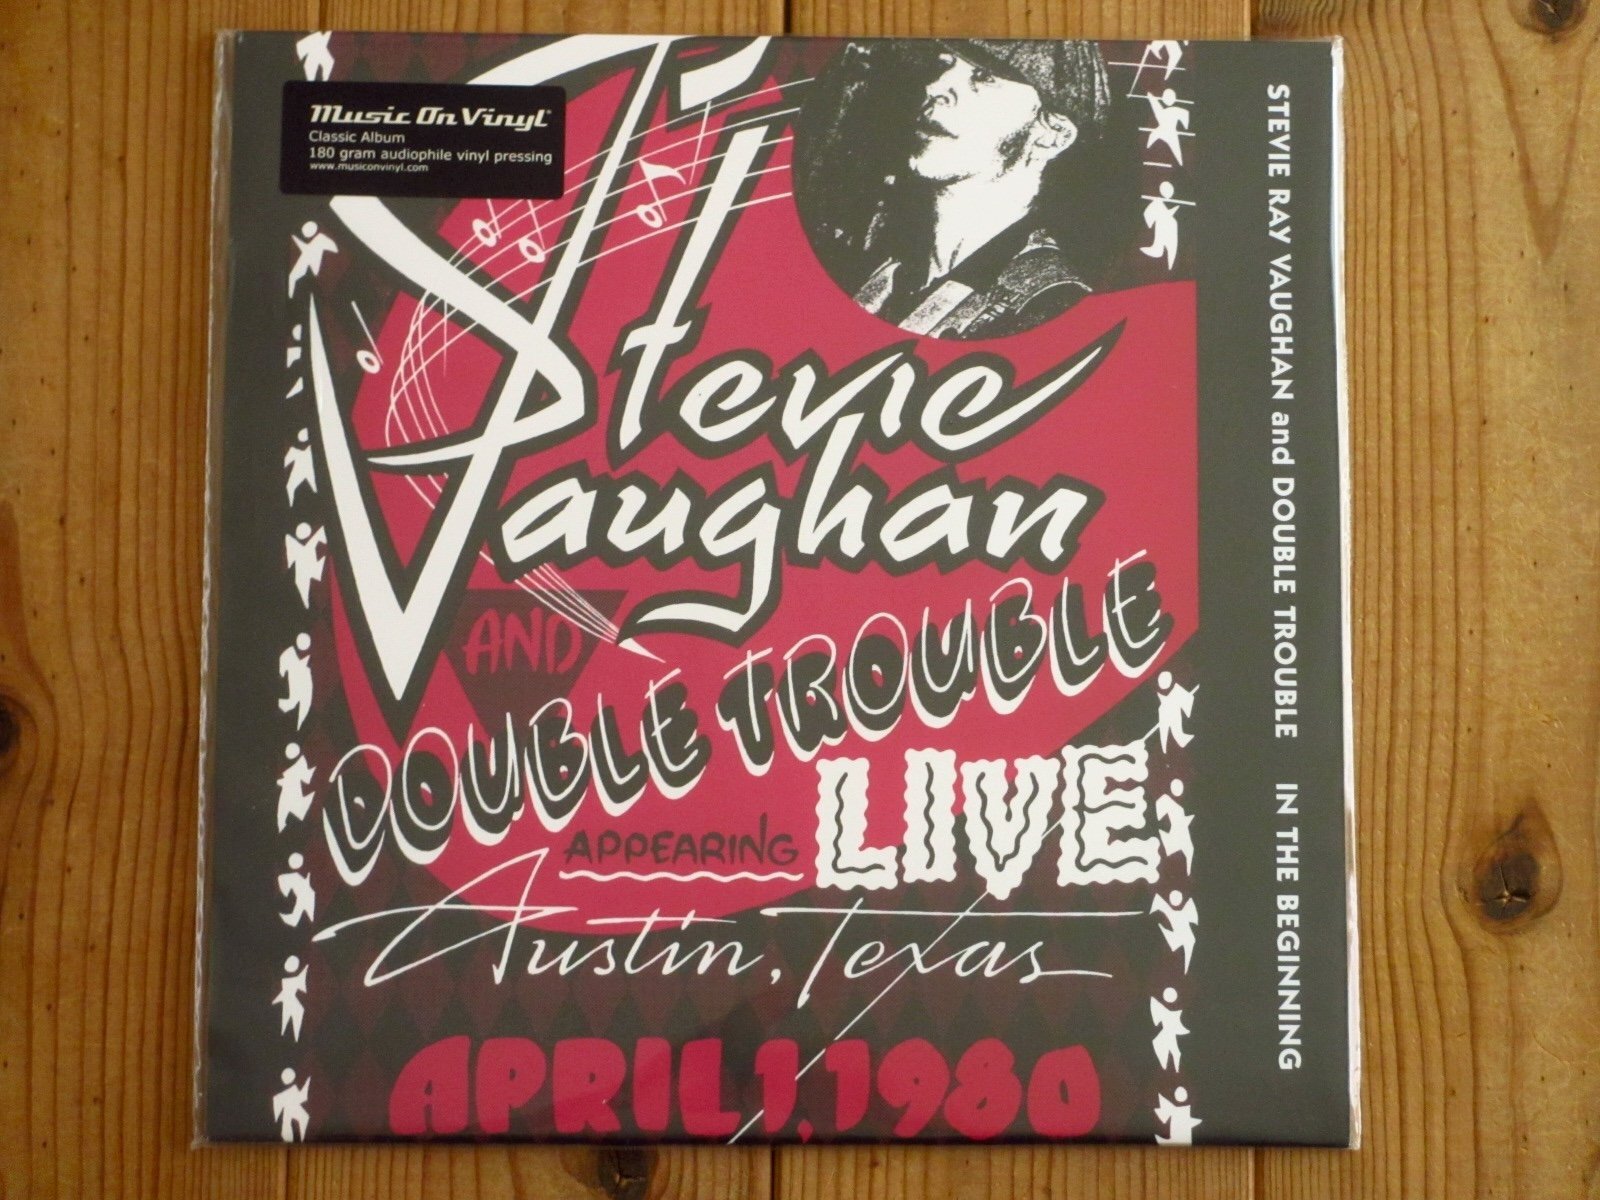 Music On Vinyl
Classic Album
180 gram audiophile vinyl pressing
www.musiconvinyl.com
Stevie
Vaughan
AND
DOUBLE TROUBLE
APPEARING LIVE
Austin, Texas
APRIL 1, 1980
STEVIE RAY VAUGHAN and DOUBLE TROUBLE IN THE BEGINNING